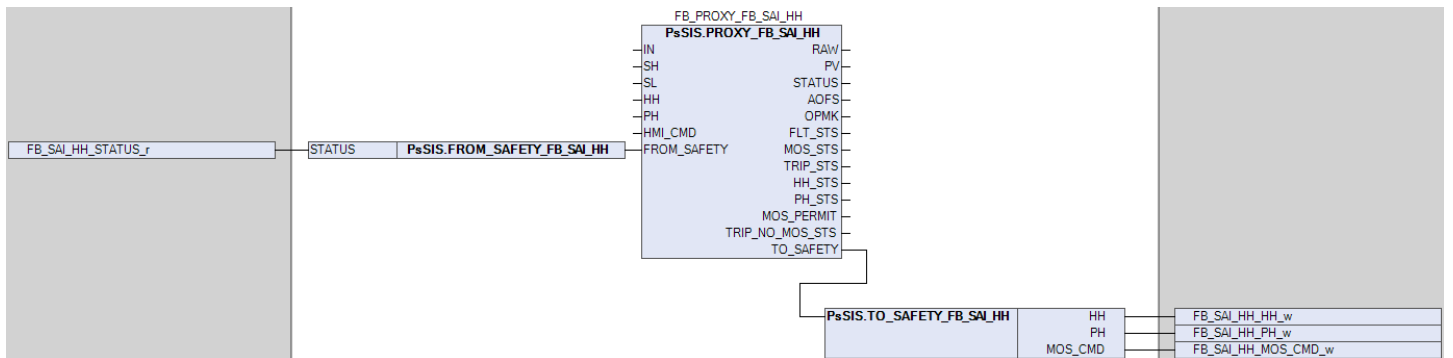 FB_PROXY_FB_SAI_HH
PsSIS.PROXY_FB_SAI_HH
IN RAW
SH PV
SL STATUS
HH AOFS
PH OPMK
HMI_CMD FLT_STS
FB_SAI_HH_STATUS_r STATUS PsSIS.FROM_SAFETY_FB_SAI_HH FROM_SAFETY MOS_STS
TRIP_STS
HH_STS
PH_STS
MOS_PERMIT
TRIP_NO_MOS_STS
TO_SAFETY
PsSIS.TO_SAFETY_FB_SAI_HH HH FB_SAI_HH_HH_w
PH FB_SAI_HH_PH_w
MOS_CMD FB_SAI_HH_MOS_CMD_w